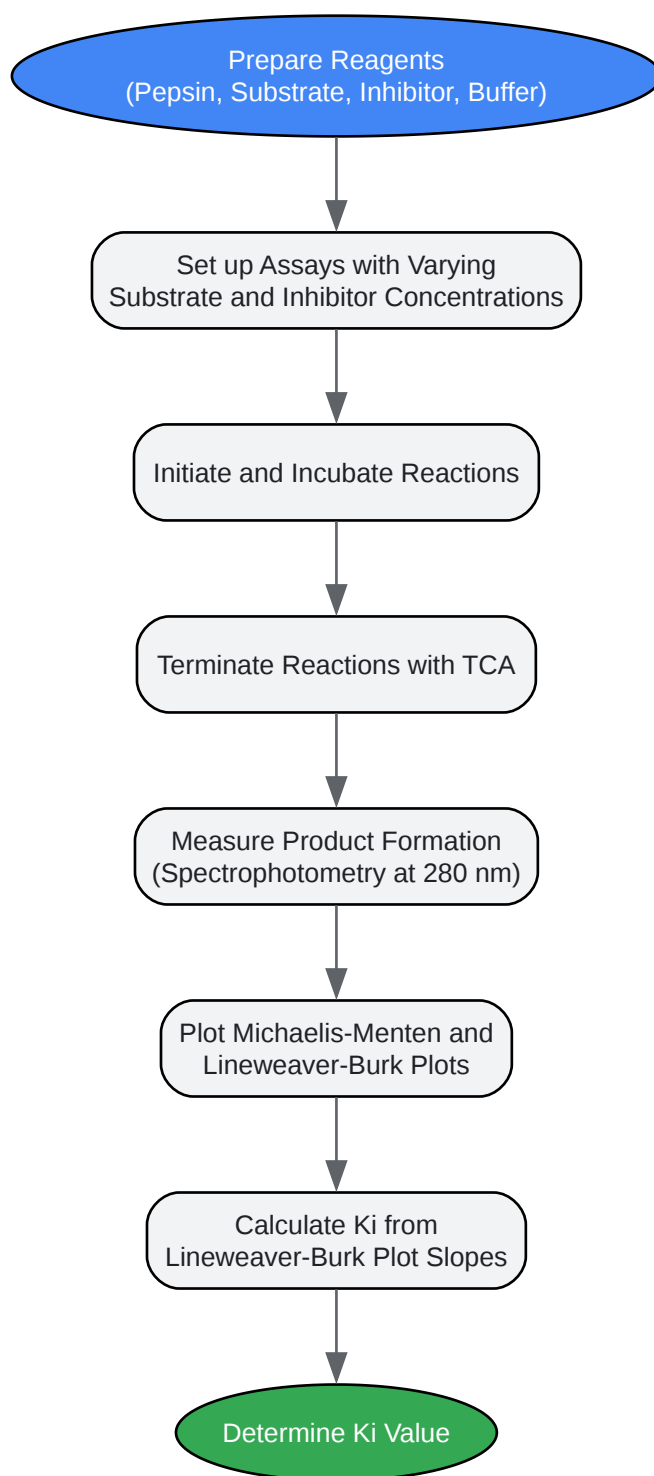 Prepare Reagents
(Pepsin, Substrate, Inhibitor, Buffer)
Set up Assays with Varying
Substrate and Inhibitor Concentrations
Initiate and Incubate Reactions
Terminate Reactions with TCA
Measure Product Formation
(Spectrophotometry at 280 nm)
Plot Michaelis-Menten and
Lineweaver-Burk Plots
Calculate Ki from
Lineweaver-Burk Plot Slopes
Determine Ki Value